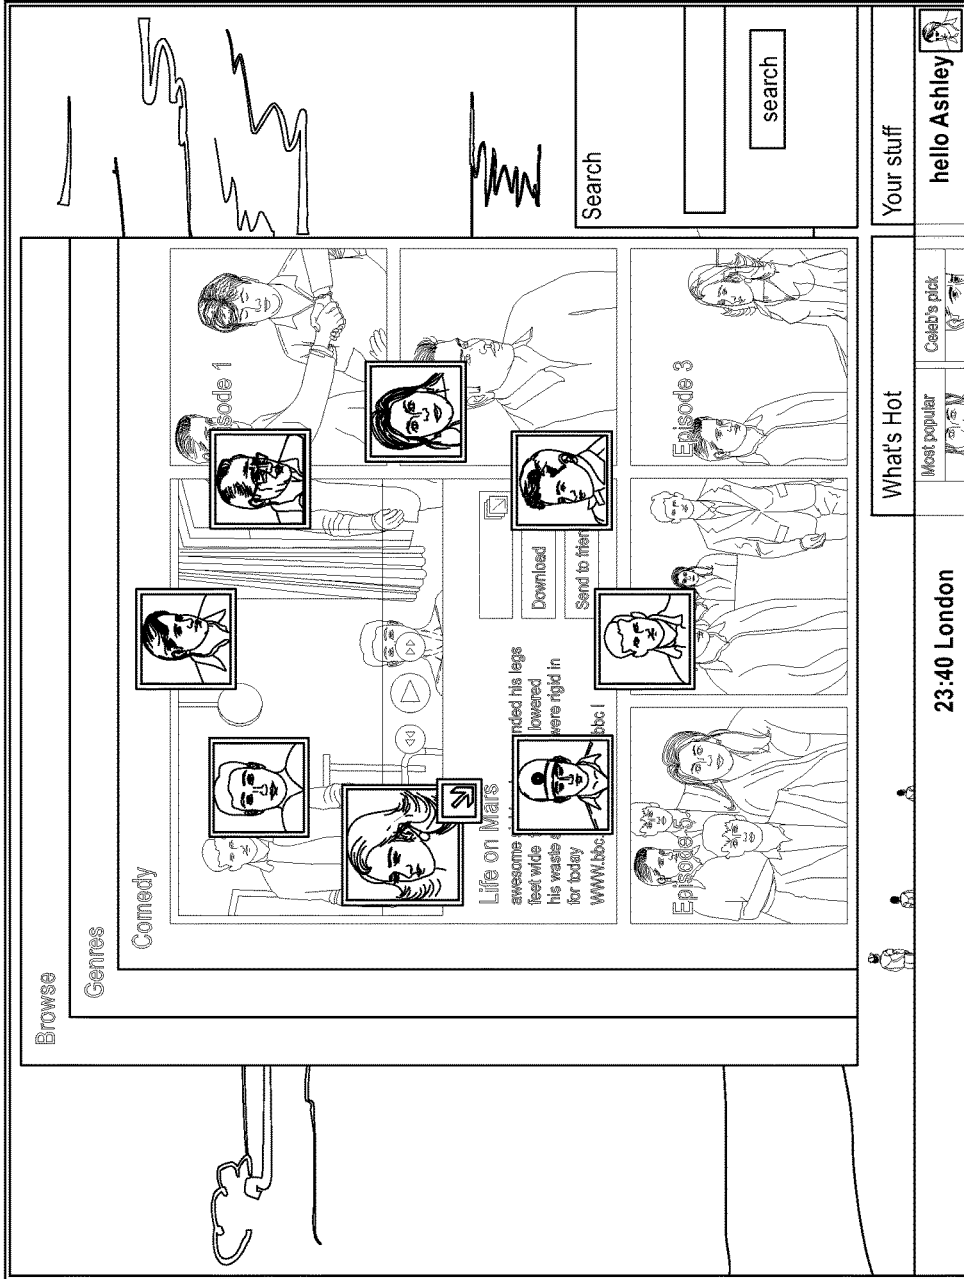 Browse
Genres
Comedy
sode 1
Life on Mars
awesome
nded his legs
feet wide
lowered
his waste
were rigid in
for today
WWW.bbc.
bbc
Download
Send to frien
Episode 3
Episode 5
Search
search
What's Hot
Your stuff
Most popular
Celeb's pick
23:40 London
hello Ashley